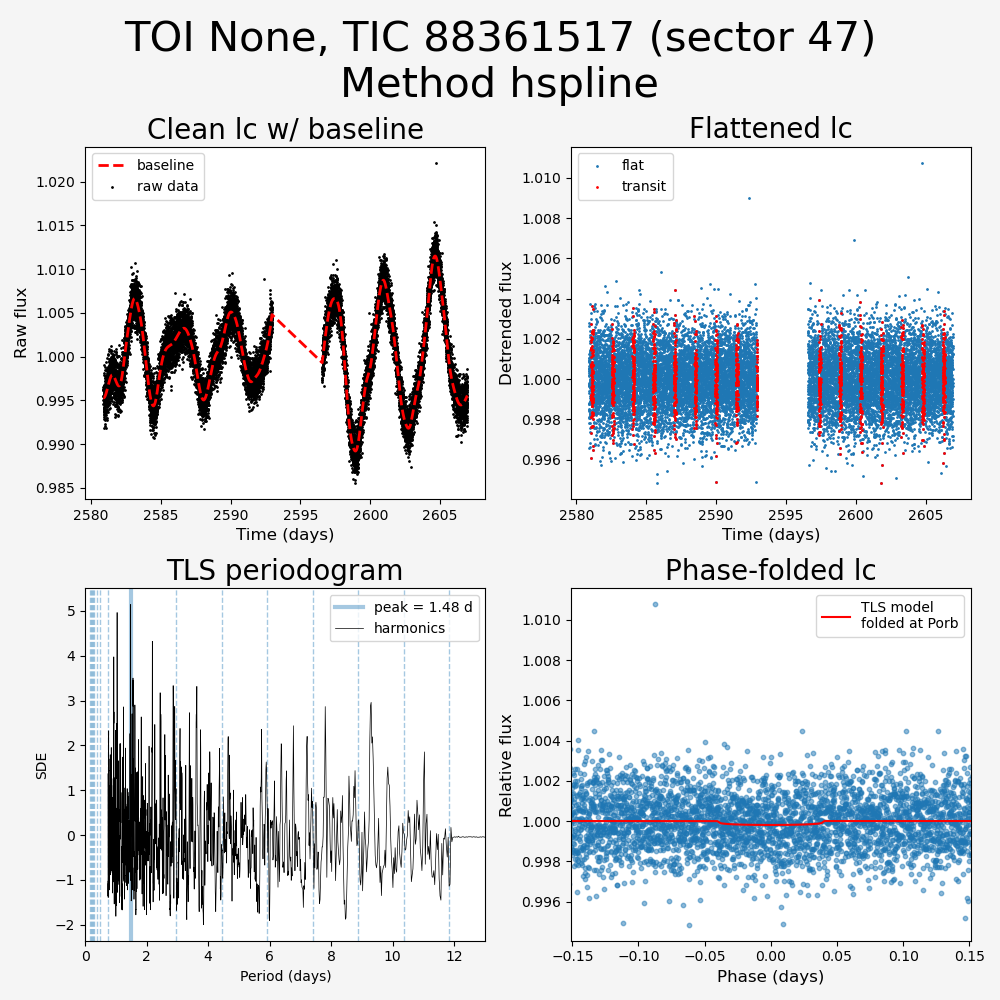 TOI None, TIC 88361517 (sector 47)
Method hspline
Clean lc w/ baseline
Flattened lc
baseline
raw data
flat
transit
1.020
1.015
1.010
1.005
1.000
0.995
0.990
0.985
Raw flux
2580
2585
2590
2595
2600
2605
Time (days)
1.010
1.008
1.006
1.004
1.002
1.000
0.998
0.996
Detrended flux
2580
2585
2590
2595
2600
2605
Time (days)
TLS periodogram
Phase-folded lc
peak = 1.48 d
harmonics
5
4
3
2
1
0
−1
−2
SDE
0
2
4
6
8
10
12
Period (days)
TLS model
folded at Porb
1.010
1.008
1.006
1.004
1.002
1.000
0.998
0.996
Relative flux
−0.15
−0.10
−0.05
0.00
0.05
0.10
0.15
Phase (days)